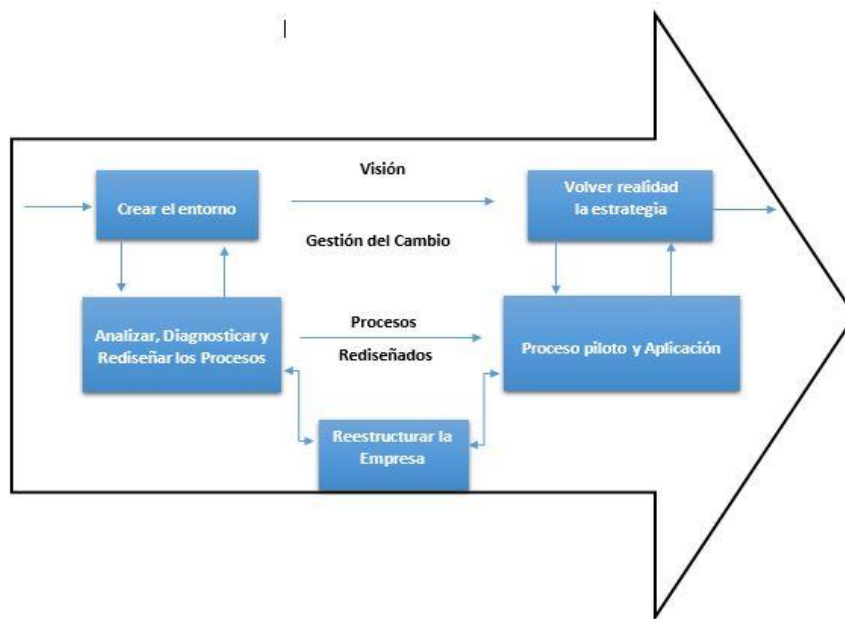 Visión
Crear el entorno
Volver realidad
la estrategia
Gestión del Cambio
Analizar, Diagnosticar y
Rediseñar los Procesos
Procesos
Rediseñados
Proceso piloto y Aplicación
Reestructurar la
Empresa